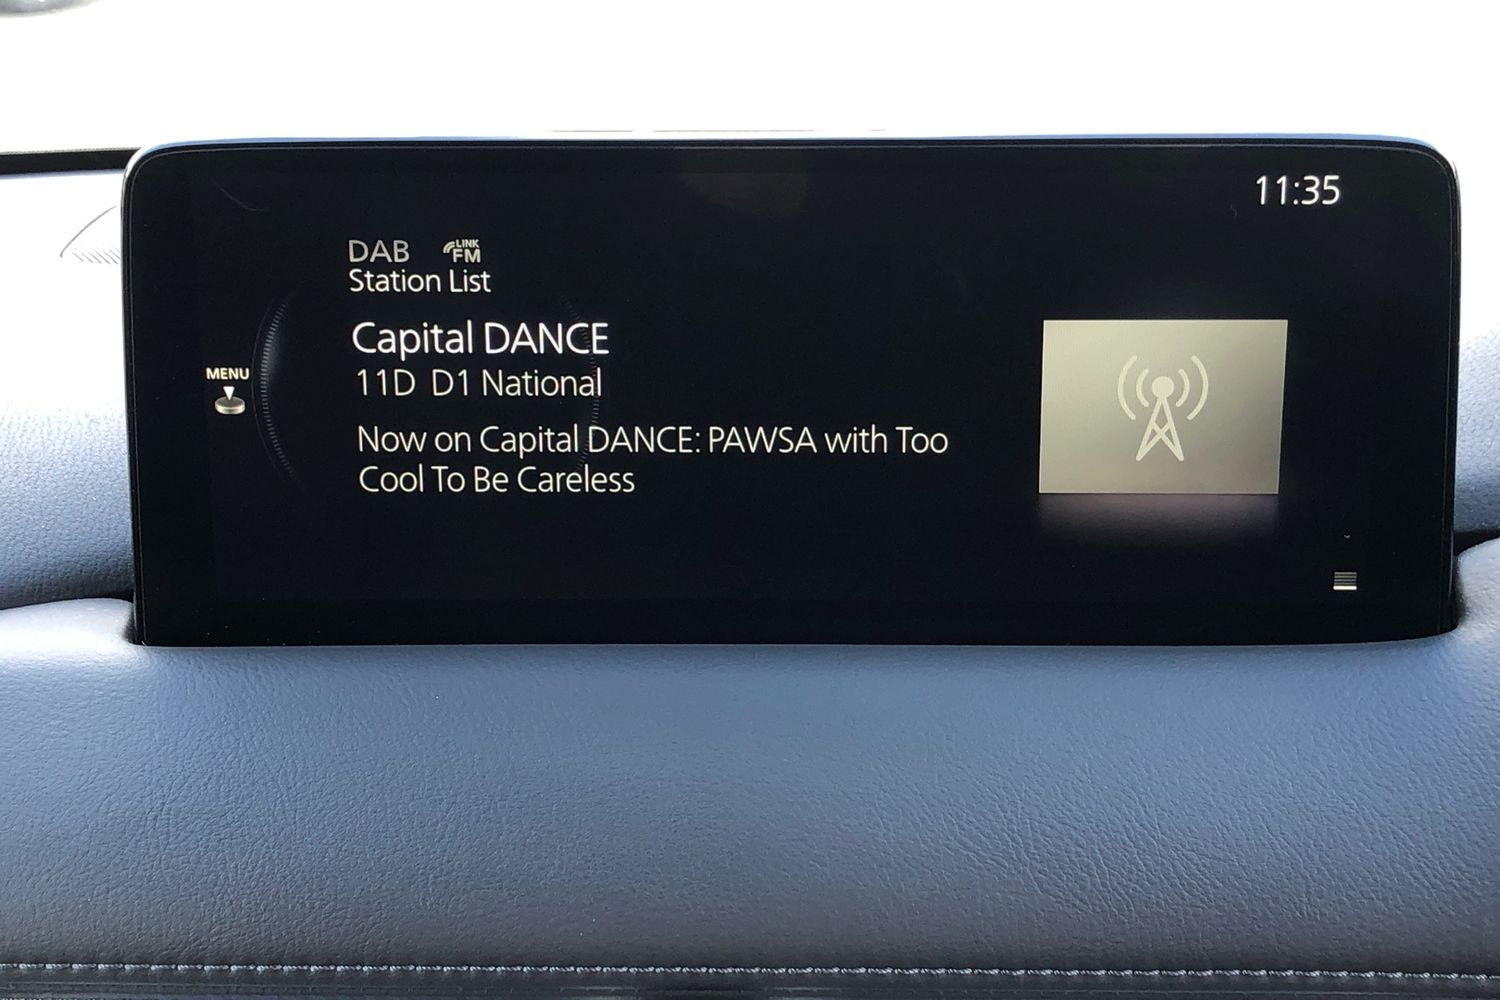 11:35
DAB LINK FM
Station List
Capital DANCE
11D D1 National
MENU
Now on Capital DANCE: PAWSA with Too
Cool To Be Careless